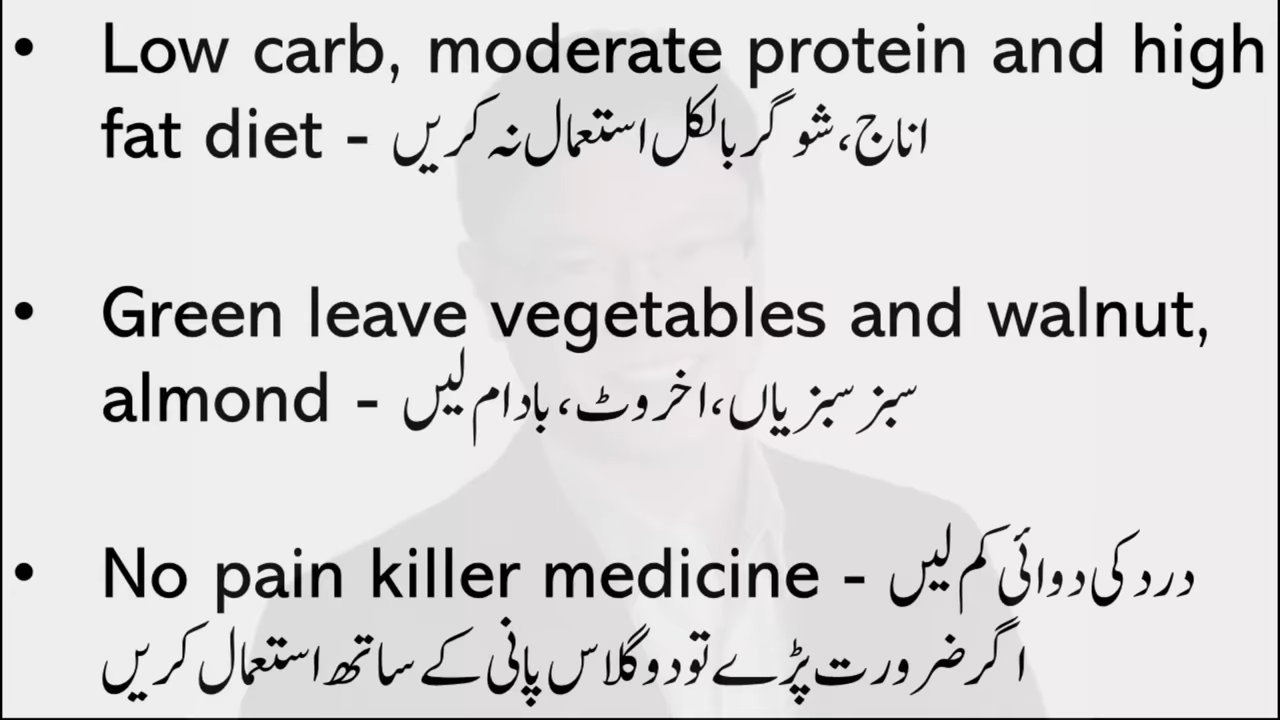 • Low carb, moderate protein and high
fat diet - اناج، شوگر بالکل استعمال نہ کریں
• Green leave vegetables and walnut,
almond - سبز سبزیاں، اخروٹ، بادام لیں
• No pain killer medicine - درد کی دوائی کم لیں
اگر ضرورت پڑے تو دو گلاس پانی کے ساتھ استعمال کریں